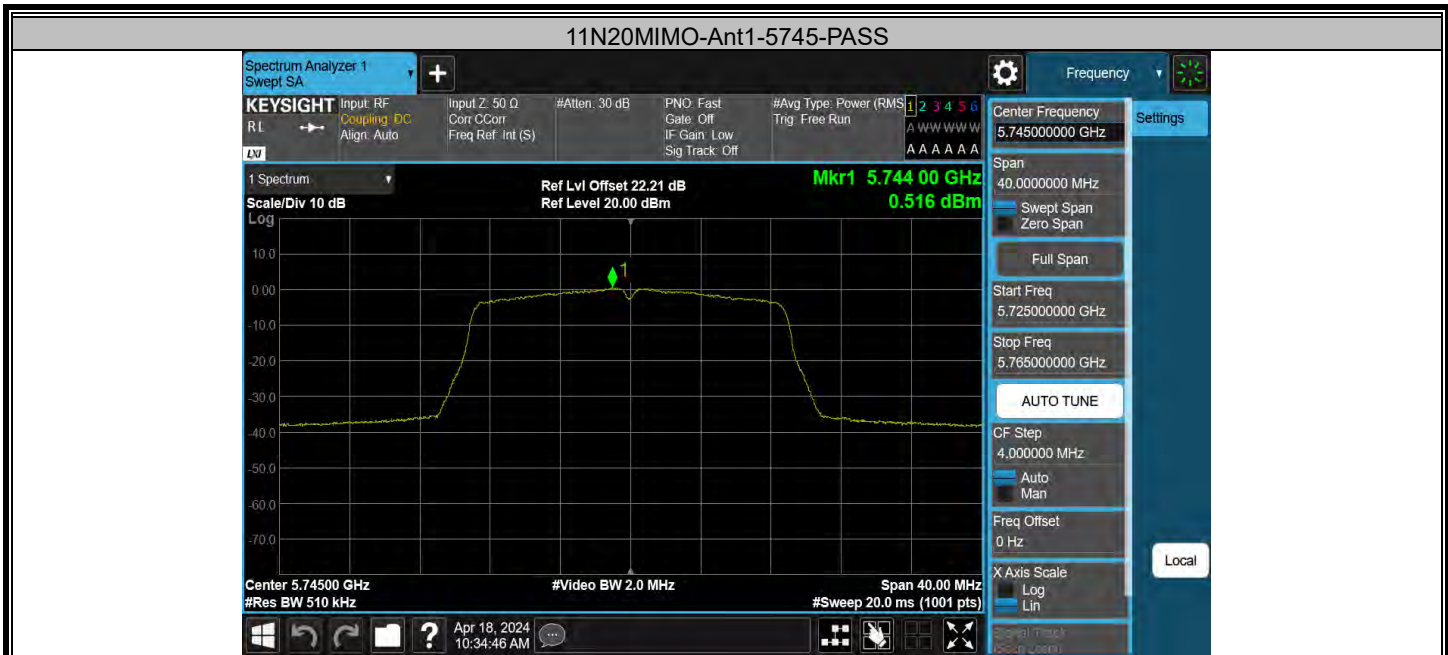 11N20MIMO-Ant1-5745-PASS
Spectrum Analyzer 1
Swept SA
+
Frequency
KEYSIGHT
RL
LXI
Input: RF
Coupling: DC
Align: Auto
Input Z: 50 Ω
Corr CCorr
Freq Ref: Int (S)
#Atten: 30 dB
PNO: Fast
Gate: Off
IF Gain: Low
Sig Track: Off
#Avg Type: Power (RMS
Trig: Free Run
1 2 3 4 5 6
A W W W W W
A A A A A A
1 Spectrum
Scale/Div 10 dB
Log
Ref Lvl Offset 22.21 dB
Ref Level 20.00 dBm
Mkr1 5.744 00 GHz
0.516 dBm
1
10.0
0.00
-10.0
-20.0
-30.0
-40.0
-50.0
-60.0
-70.0
Center 5.74500 GHz
#Res BW 510 kHz
#Video BW 2.0 MHz
Span 40.00 MHz
#Sweep 20.0 ms (1001 pts)
?
Apr 18, 2024
10:34:46 AM
Center Frequency
5.745000000 GHz
Settings
Span
40.0000000 MHz
Swept Span
Zero Span
Full Span
Start Freq
5.725000000 GHz
Stop Freq
5.765000000 GHz
AUTO TUNE
CF Step
4.000000 MHz
Auto
Man
Freq Offset
0 Hz
X Axis Scale
Log
Lin
Local
Signal Track
(Span Zoom)